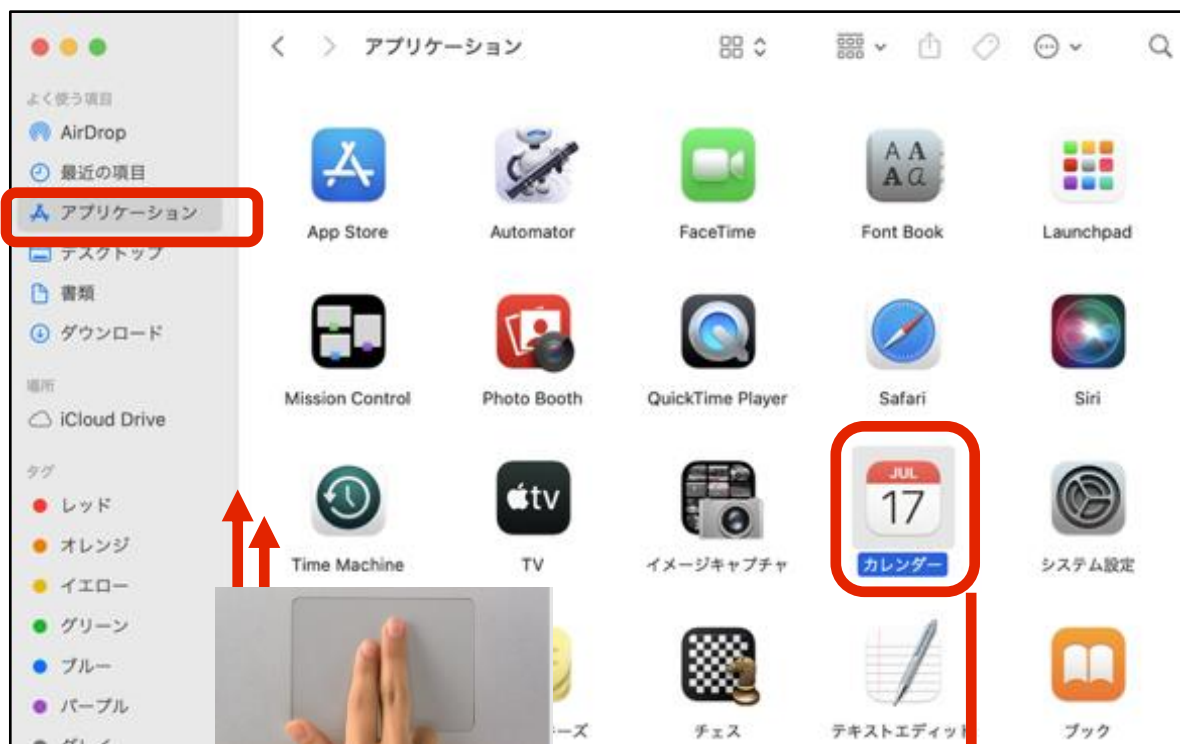 アプリケーション
よく使う項目
AirDrop
最近の項目
アプリケーション
デスクトップ
書類
ダウンロード
場所
iCloud Drive
タグ
レッド
オレンジ
イエロー
グリーン
ブルー
パープル
グレイ
App Store
Automator
FaceTime
A A
A a
Font Book
Launchpad
Mission Control
Photo Booth
QuickTime Player
Safari
Siri
Time Machine
tv
TV
イメージキャプチャ
JUL
17
カレンダー
システム設定
ーズ
チェス
テキストエディット
ブック